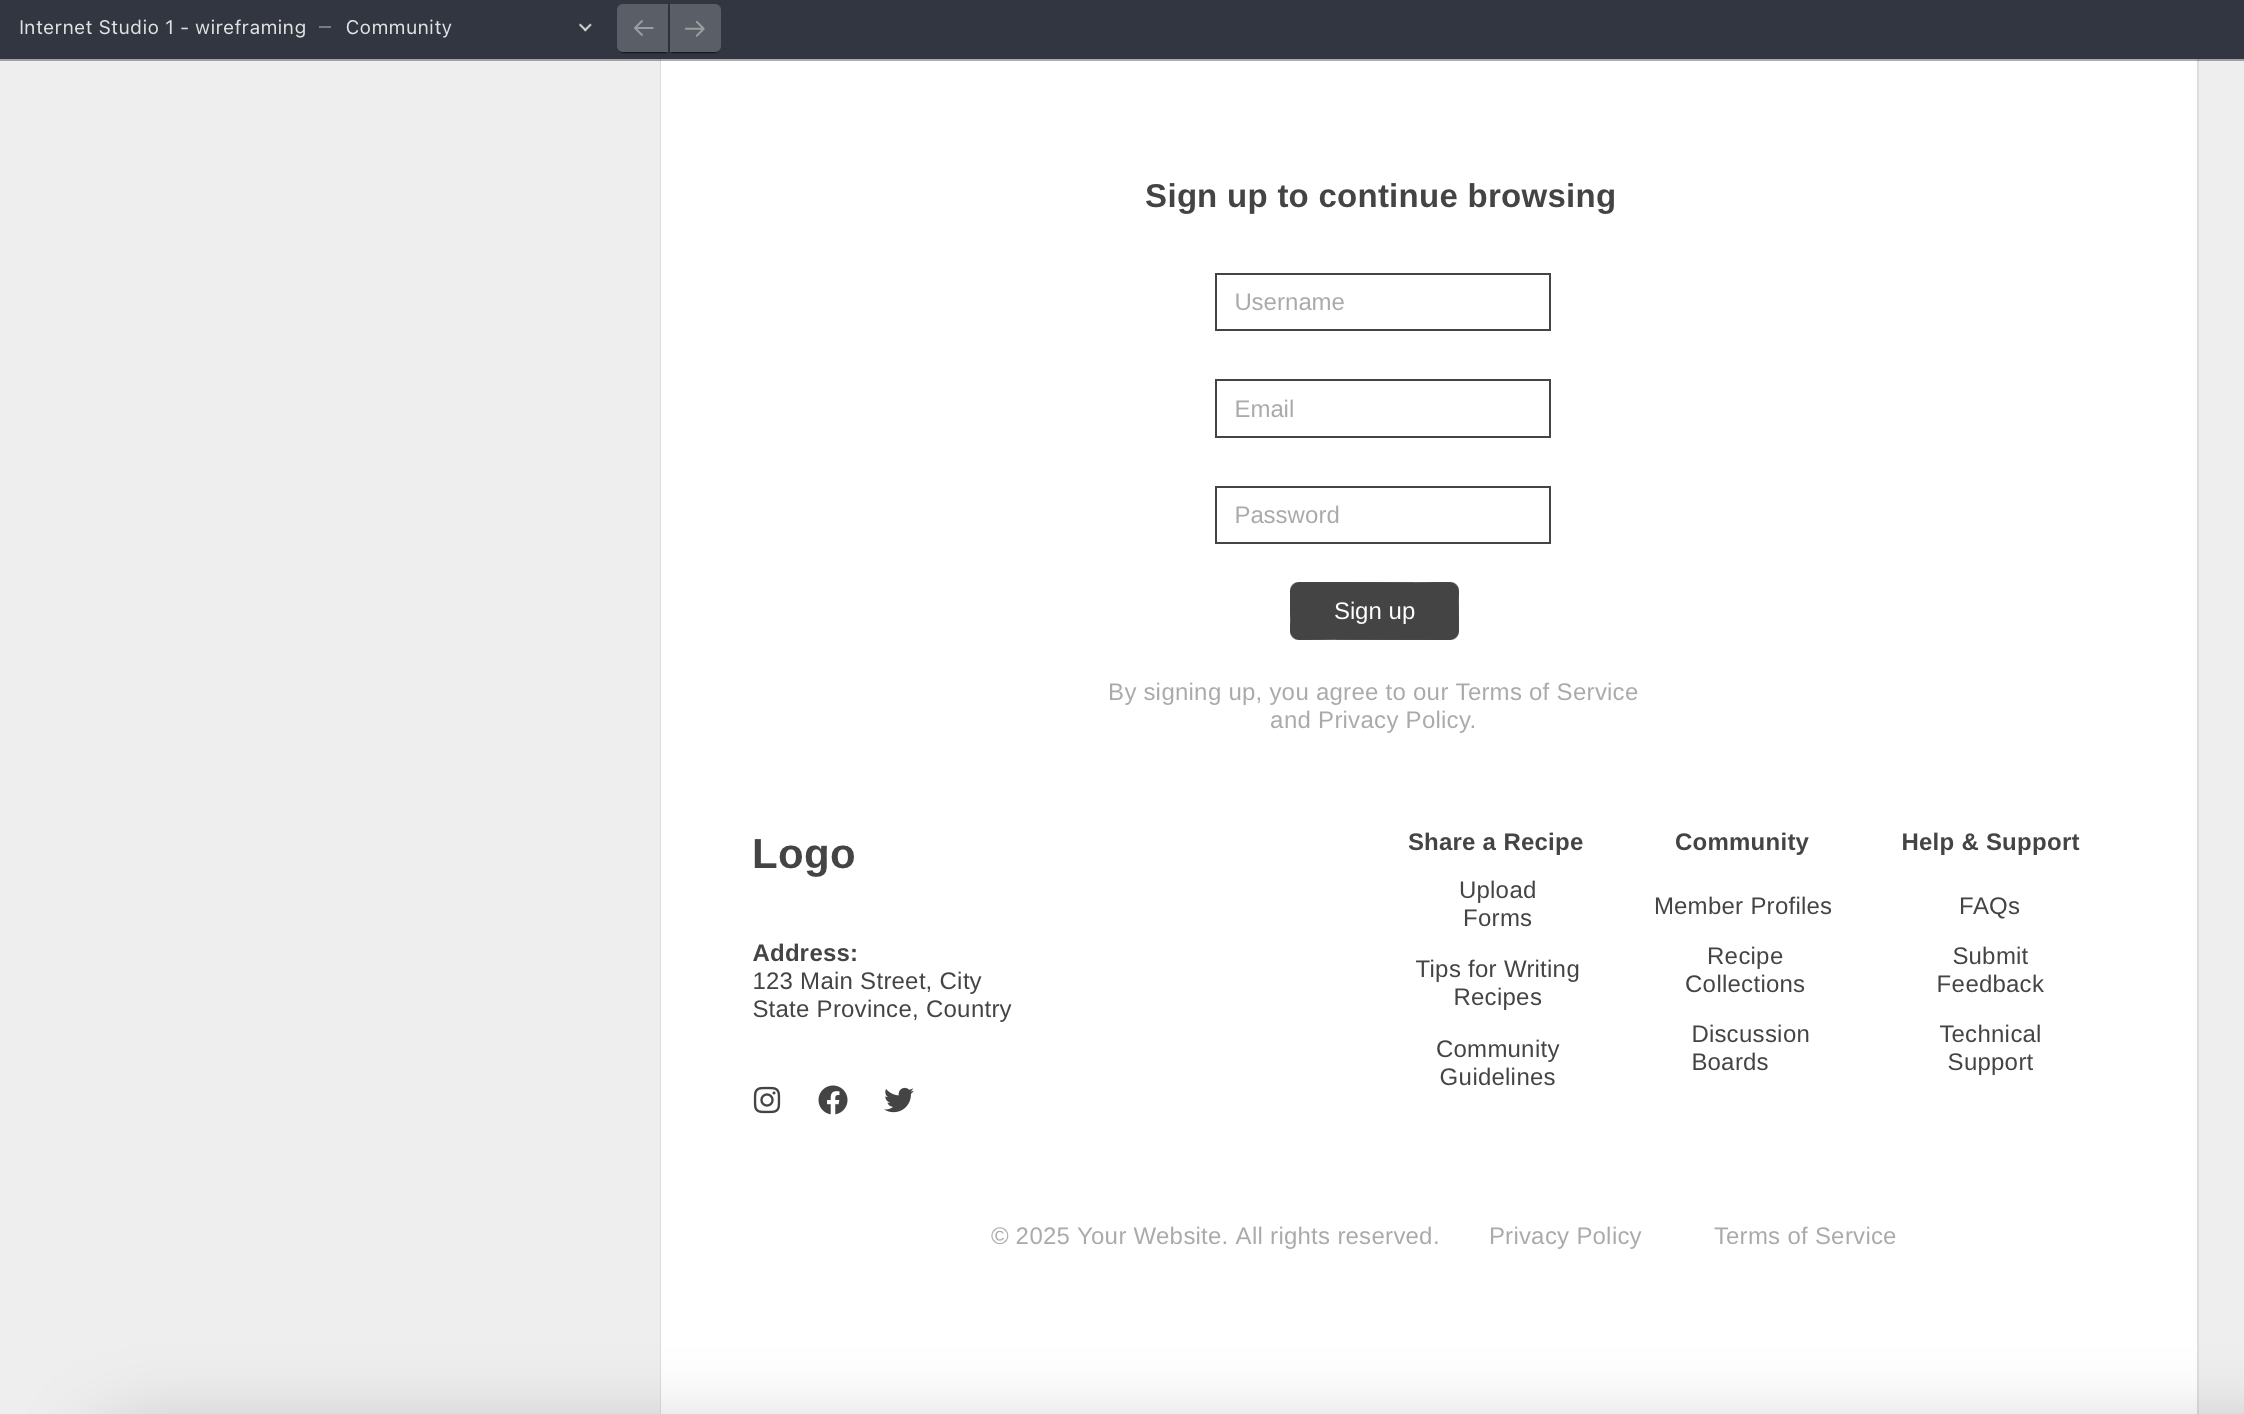 Internet Studio 1 - wireframing — Community
Sign up to continue browsing
Username
Email
Password
Sign up
By signing up, you agree to our Terms of Service
and Privacy Policy.
Logo
Address:
123 Main Street, City
State Province, Country
Share a Recipe
Upload
Forms
Tips for Writing
Recipes
Community
Guidelines
Community
Member Profiles
Recipe
Collections
Discussion
Boards
Help & Support
FAQs
Submit
Feedback
Technical
Support
© 2025 Your Website. All rights reserved. Privacy Policy Terms of Service